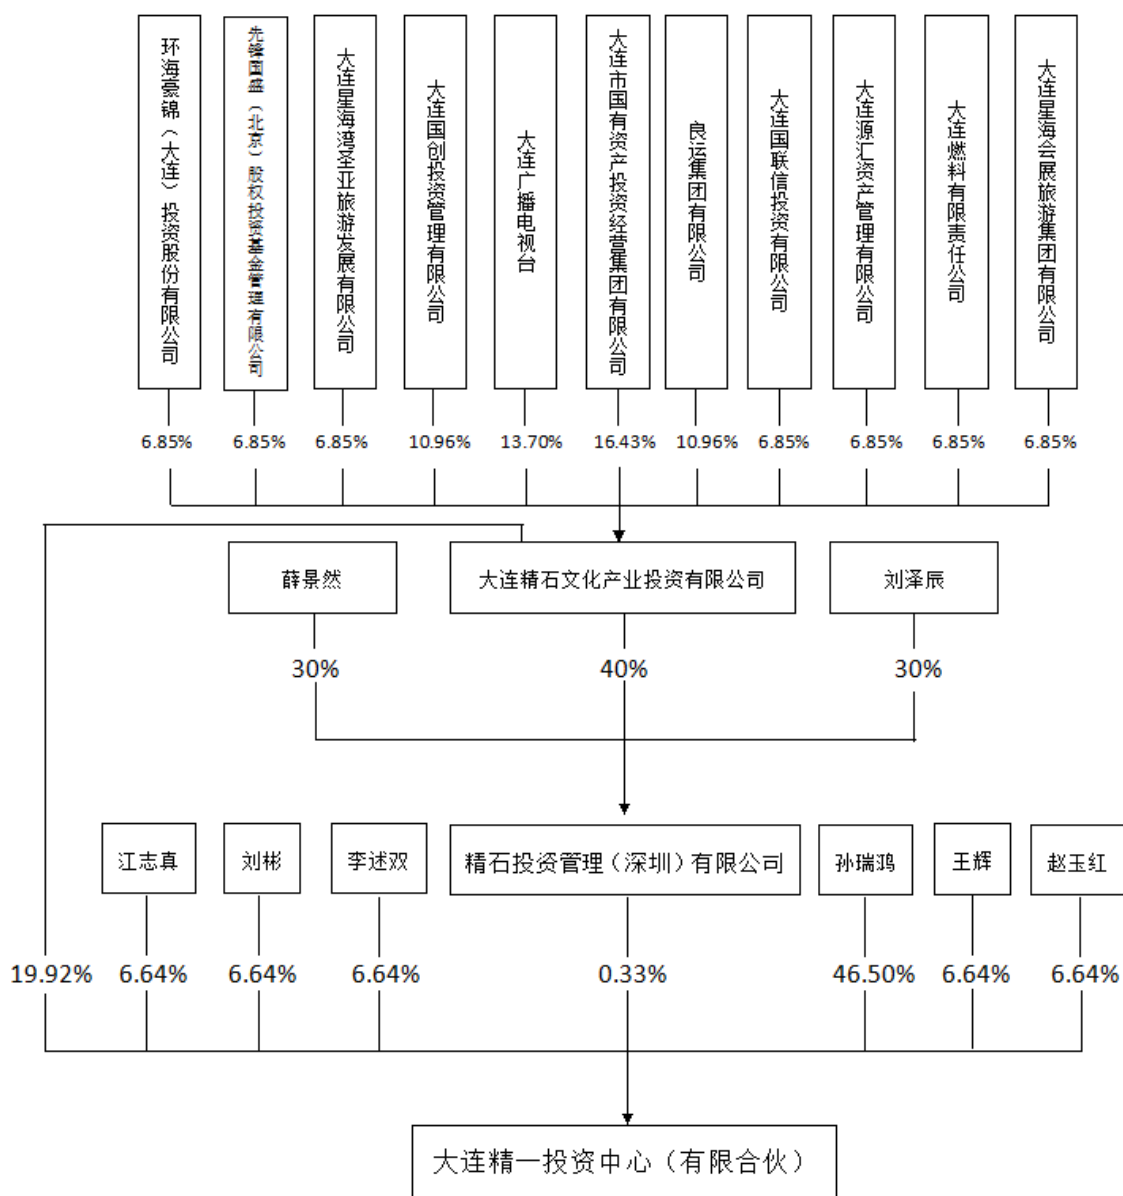 环海豪锦（大连）投资股份有限公司
先锋国盛（北京）股权投资基金管理有限公司
大连星海湾圣亚旅游发展有限公司
大连国创投资管理有限公司
大连广播电视台
大连市国有资产投资经营集团有限公司
良运集团有限公司
大连国联信投资有限公司
大连源汇资产管理有限公司
大连燃料有限责任公司
大连星海会展旅游集团有限公司
6.85%
6.85%
6.85%
10.96%
13.70%
16.43%
10.96%
6.85%
6.85%
6.85%
6.85%
薛景然
大连精石文化产业投资有限公司
刘泽辰
30%
40%
30%
江志真
刘彬
李述双
精石投资管理（深圳）有限公司
孙瑞鸿
王辉
赵玉红
19.92%
6.64%
6.64%
6.64%
0.33%
46.50%
6.64%
6.64%
大连精一投资中心（有限合伙）